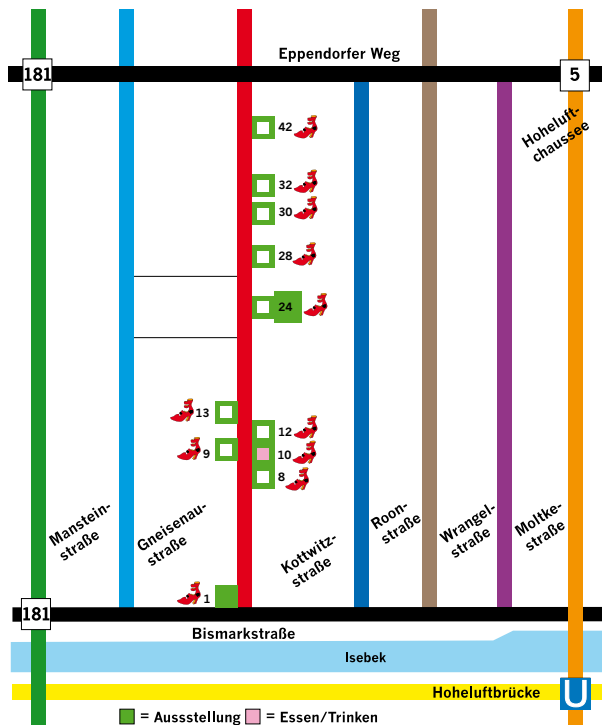 Eppendorfer Weg
181
5
Hoheluft-
chaussee
42
32
30
28
24
13
12
9
10
8
Manstein-
straße
Gneisenau-
straße
Kottwitz-
straße
Roon-
straße
Wrangel-
straße
Moltke-
straße
1
181
Bismarkstraße
Isebek
Hoheluftbrücke
U
= Aussstellung
= Essen/Trinken